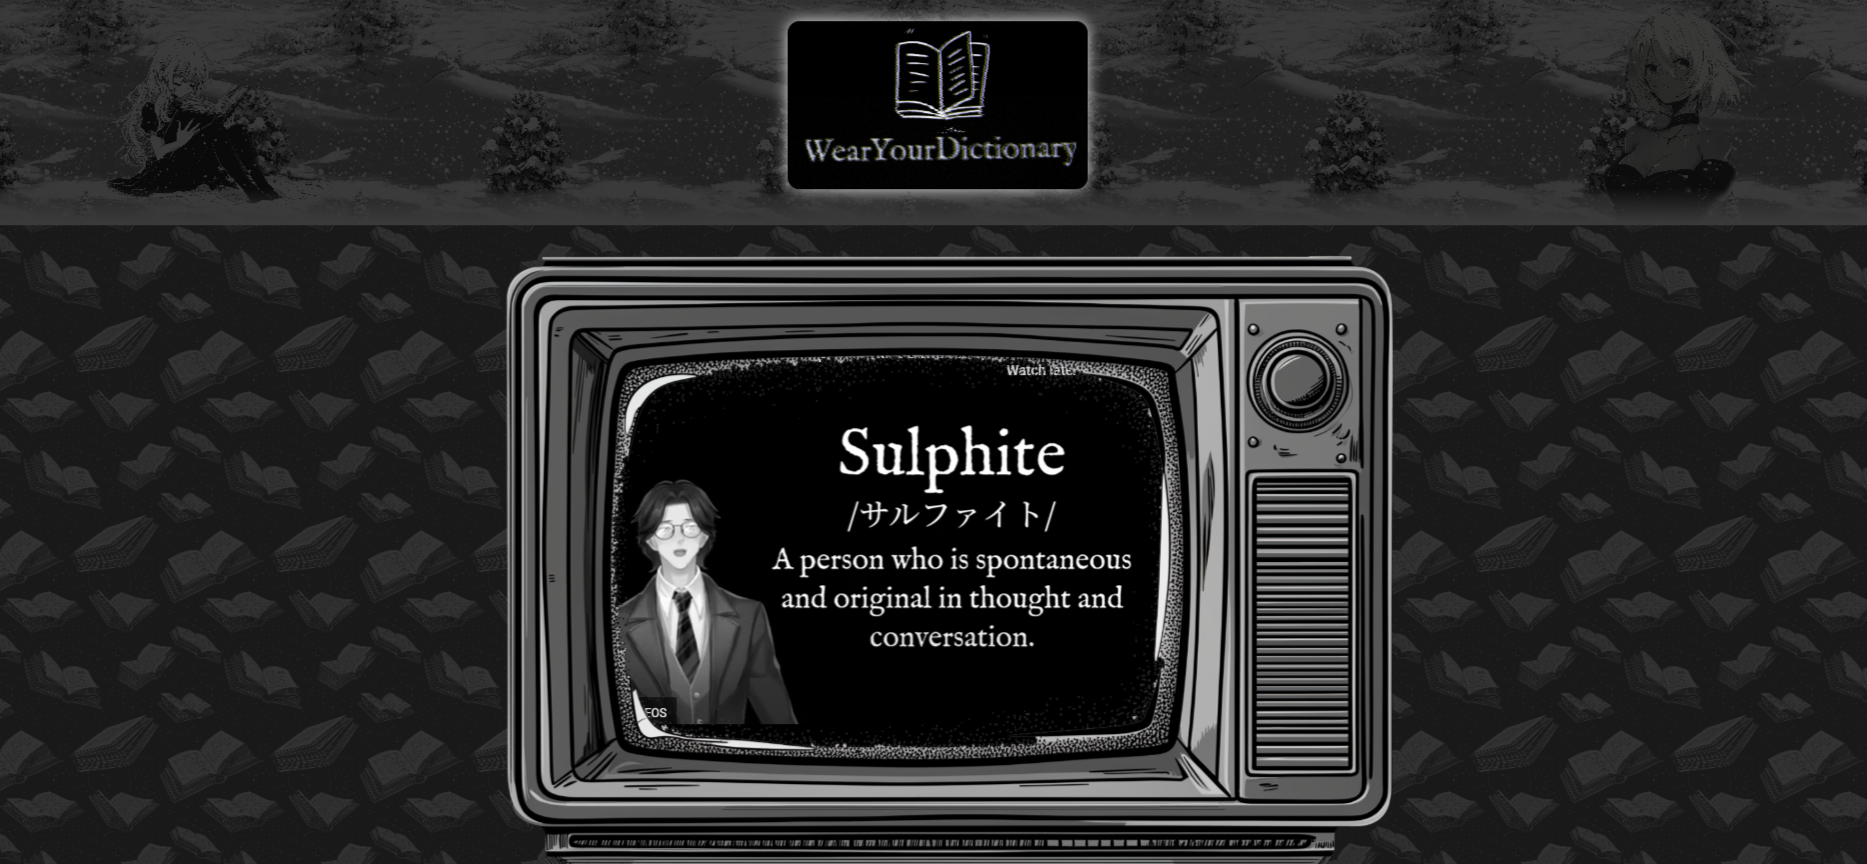 WearYourDictionary
Watch later
Sulphite
/サルファイト/
A person who is spontaneous
and original in thought and
conversation.
EOS